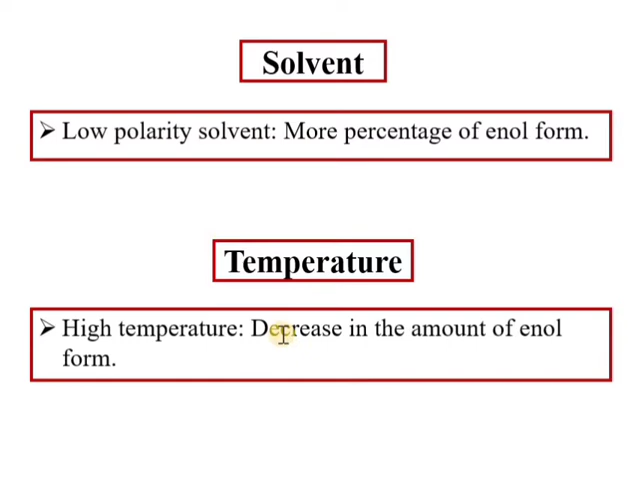 Solvent
➢ Low polarity solvent: More percentage of enol form.
Temperature
➢ High temperature: Decrease in the amount of enol
form.